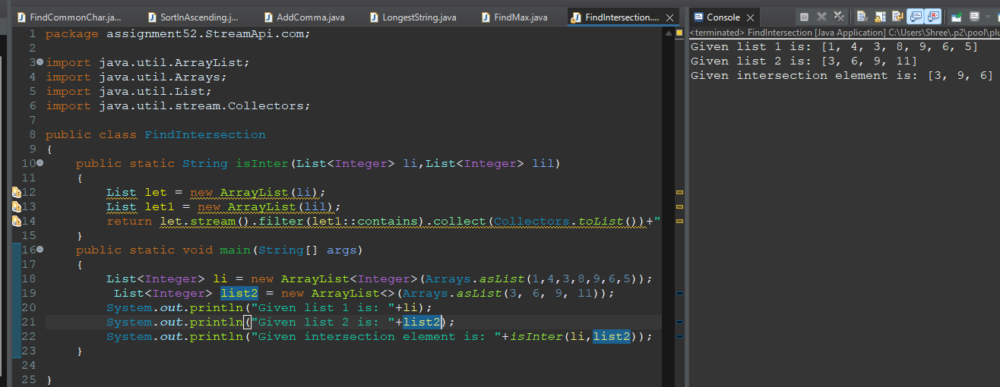 FindCommonChar.ja... SortInAscending.j... AddComma.java LongestString.java FindMax.java FindIntersection....
1 package assignment52.StreamApi.com;
2
3 import java.util.ArrayList;
4 import java.util.Arrays;
5 import java.util.List;
6 import java.util.stream.Collectors;
7
8 public class FindIntersection
9 {
10 public static String isInter(List<Integer> li,List<Integer> lil)
11 {
12 List let = new ArrayList(li);
13 List let1 = new ArrayList(lil);
14 return let.stream().filter(let1::contains).collect(Collectors.toList())+"
15 }
16 public static void main(String[] args)
17 {
18 List<Integer> li = new ArrayList<Integer>(Arrays.asList(1,4,3,8,9,6,5));
19 List<Integer> list2 = new ArrayList<>(Arrays.asList(3, 6, 9, 11));
20 System.out.println("Given list 1 is: "+li);
21 System.out.println("Given list 2 is: "+list2);
22 System.out.println("Given intersection element is: "+isInter(li,list2));
23 }
24
25 }
Console
<terminated> FindIntersection [Java Application] C:\Users\Shree\.p2\pool\plu
Given list 1 is: [1, 4, 3, 8, 9, 6, 5]
Given list 2 is: [3, 6, 9, 11]
Given intersection element is: [3, 9, 6]